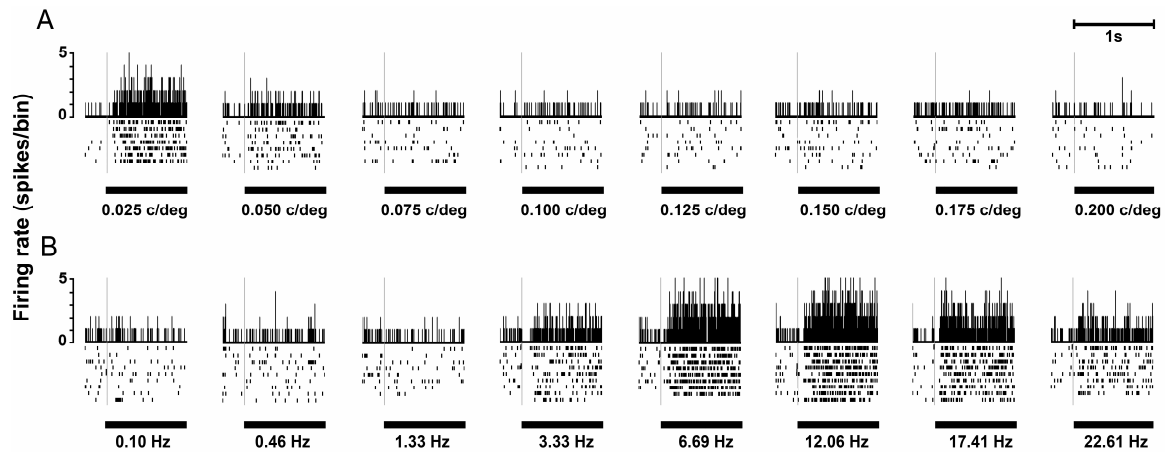 A
1s
Firing rate (spikes/bin)
5
0
0.025 c/deg 0.050 c/deg 0.075 c/deg 0.100 c/deg 0.125 c/deg 0.150 c/deg 0.175 c/deg 0.200 c/deg
B
5
0
0.10 Hz 0.46 Hz 1.33 Hz 3.33 Hz 6.69 Hz 12.06 Hz 17.41 Hz 22.61 Hz